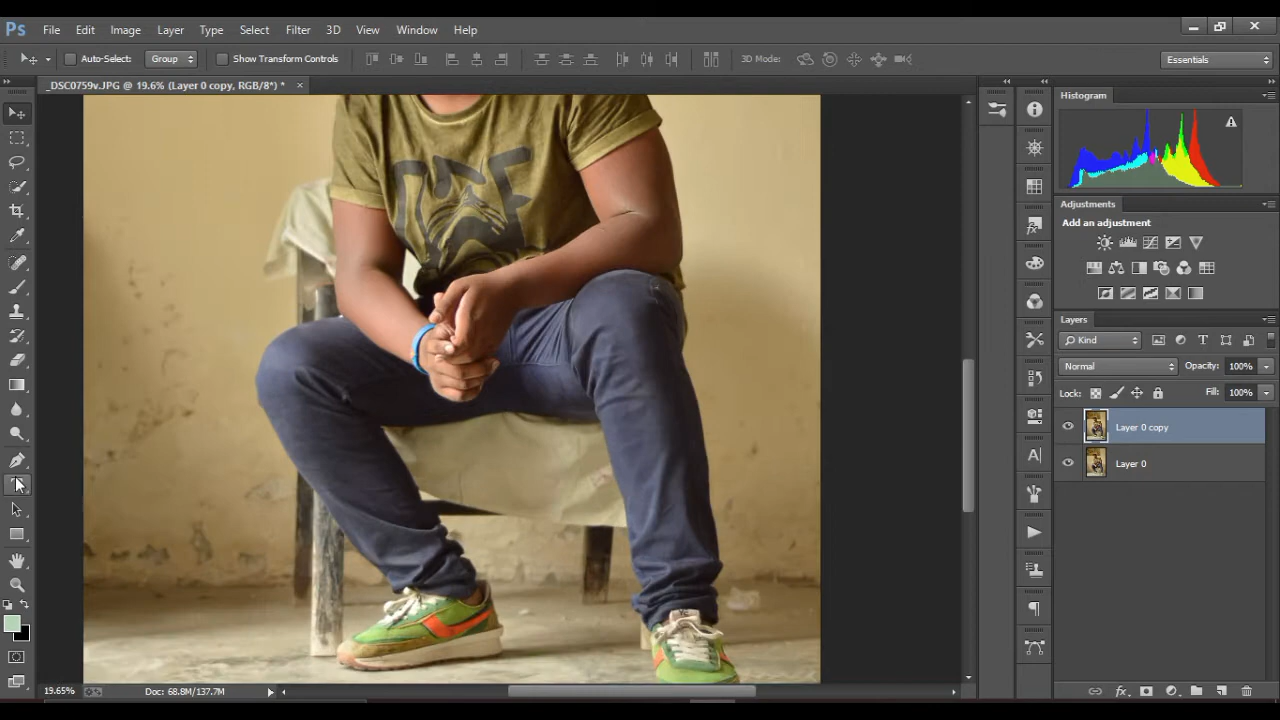 Ps File Edit Image Layer Type Select Filter 3D View Window Help
Auto-Select: Group Show Transform Controls 3D Mode: Essentials
_DSC0759v.JPG @ 19.6% (Layer 0 copy, RGB/8*) *
Histogram
Adjustments
Add an adjustment
Layers
Kind
Normal Opacity: 100%
Lock: Fill: 100%
Layer 0 copy
Layer 0
19.65% Doc: 68.8M/137.7M